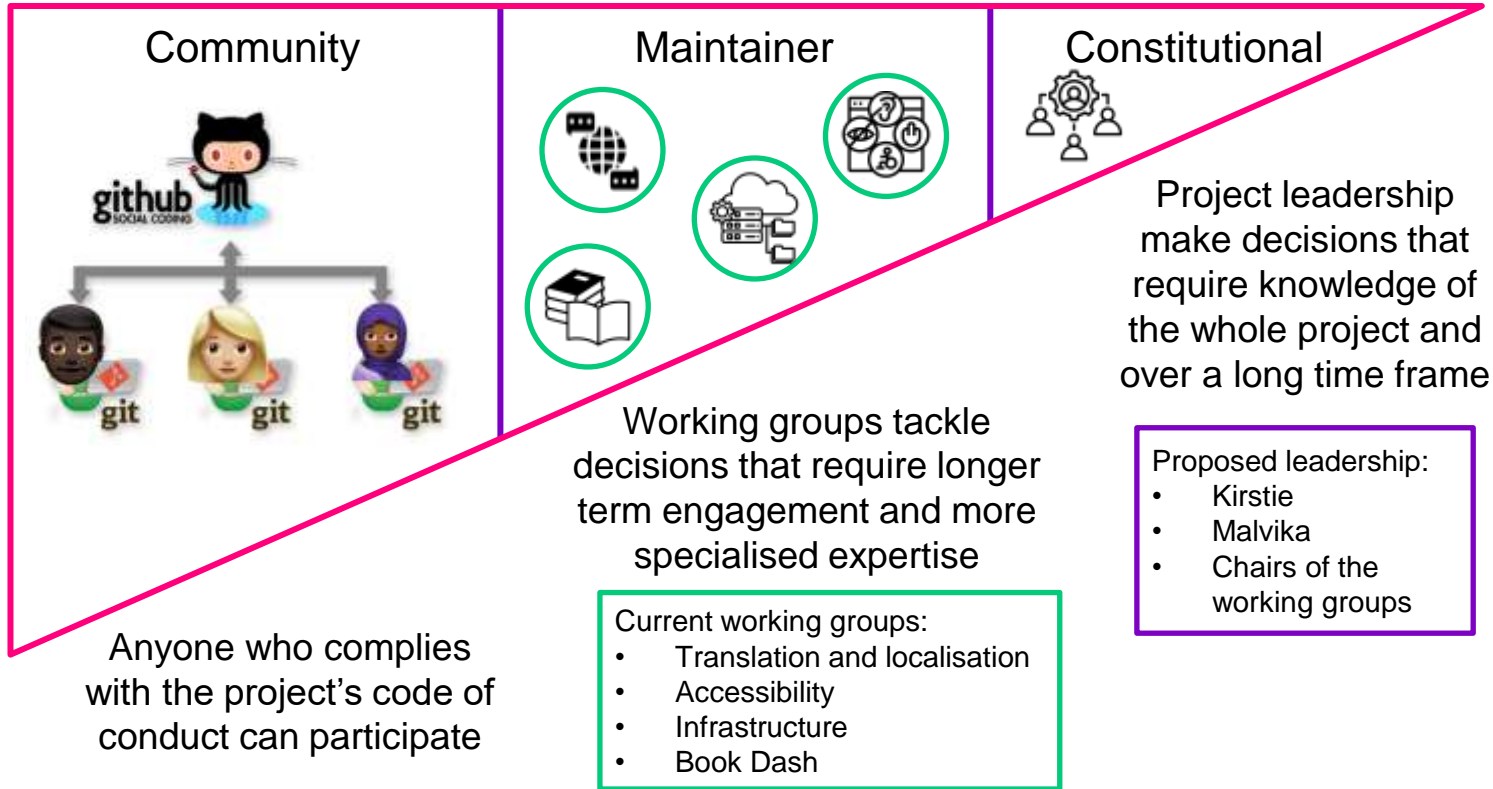 Community
Maintainer
Constitutional
github
SOCIAL CODING
git
git
git
Anyone who complies
with the project's code of
conduct can participate
Working groups tackle
decisions that require longer
term engagement and more
specialised expertise
Current working groups:
• Translation and localisation
• Accessibility
• Infrastructure
• Book Dash
Project leadership
make decisions that
require knowledge of
the whole project and
over a long time frame
Proposed leadership:
• Kirstie
• Malvika
• Chairs of the
working groups